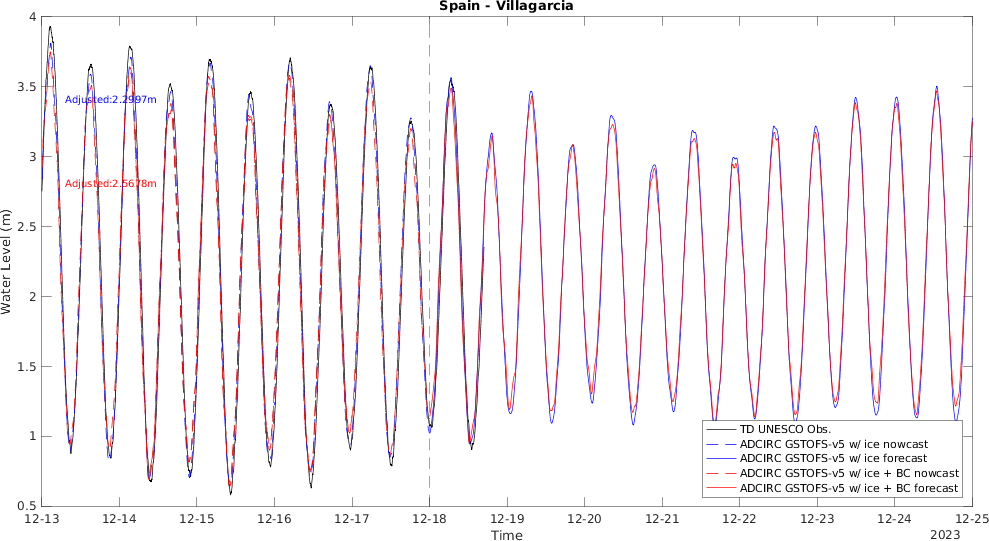 Spain - Villagarcia
4
3.5
3
2.5
2
1.5
1
0.5
Water Level (m)
Adjusted:2.2997m
Adjusted:2.5678m
TD UNESCO Obs.
ADCIRC GSTOFS-v5 w/ ice nowcast
ADCIRC GSTOFS-v5 w/ ice forecast
ADCIRC GSTOFS-v5 w/ ice + BC nowcast
ADCIRC GSTOFS-v5 w/ ice + BC forecast
12-13 12-14 12-15 12-16 12-17 12-18 12-19 12-20 12-21 12-22 12-23 12-24 12-25
Time
2023